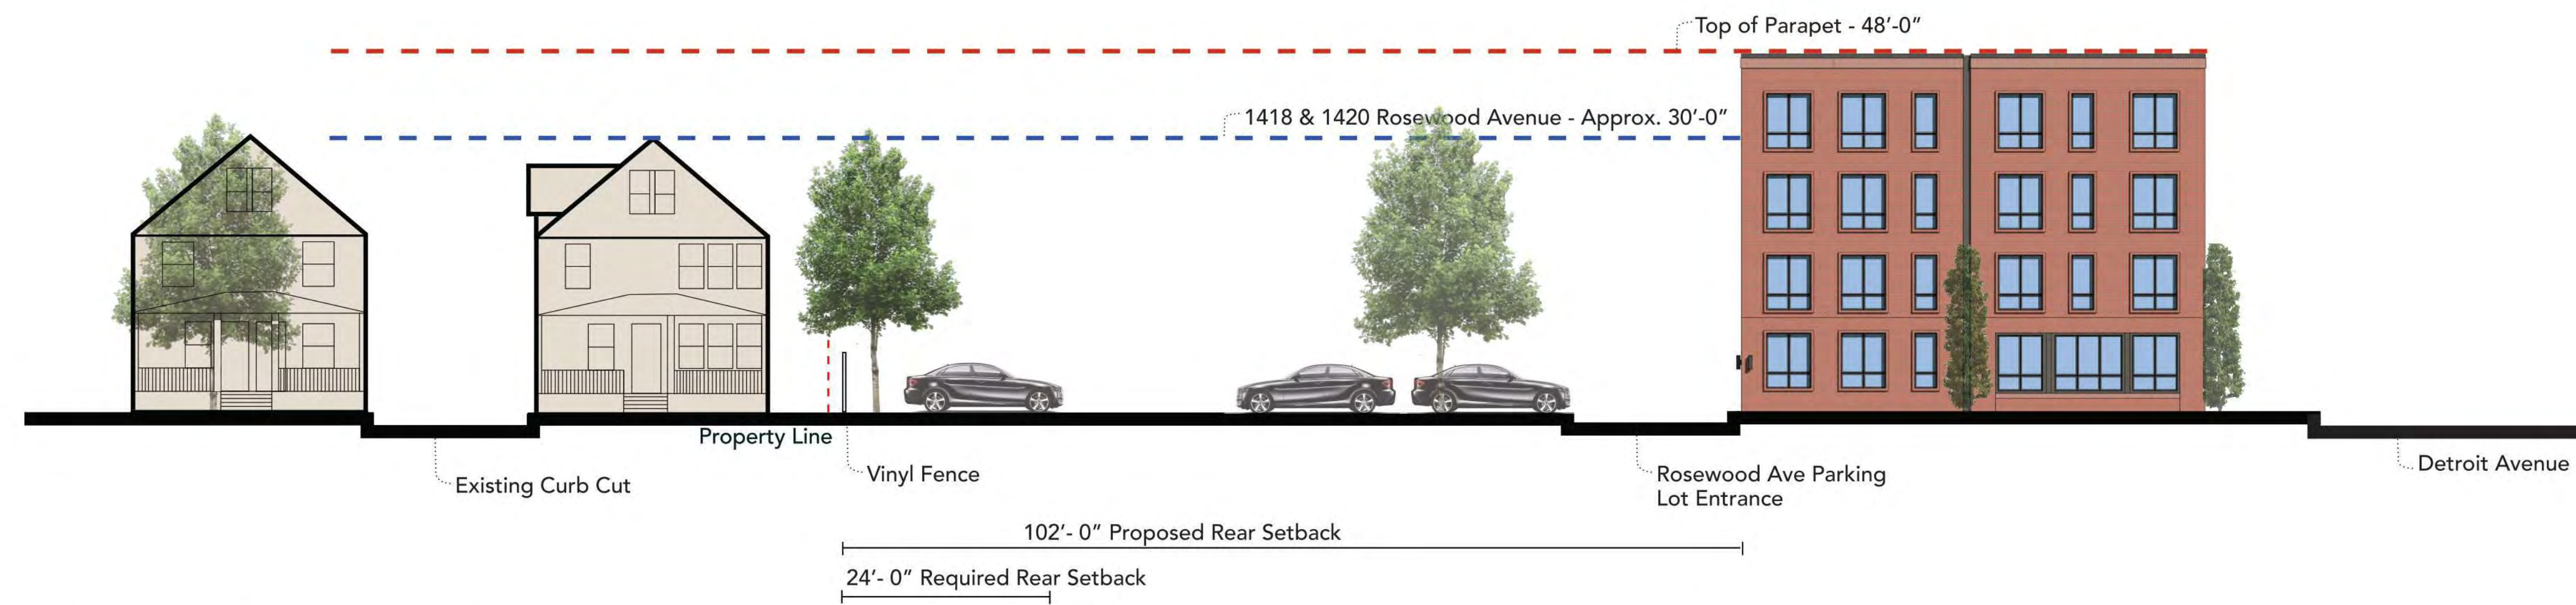 Top of Parapet - 48’-0”
1418 & 1420 Rosewood Avenue - Approx. 30’-0”
Property Line
Existing Curb Cut
Vinyl Fence
Rosewood Ave Parking
Lot Entrance
Detroit Avenue
102’- 0” Proposed Rear Setback
24’- 0” Required Rear Setback